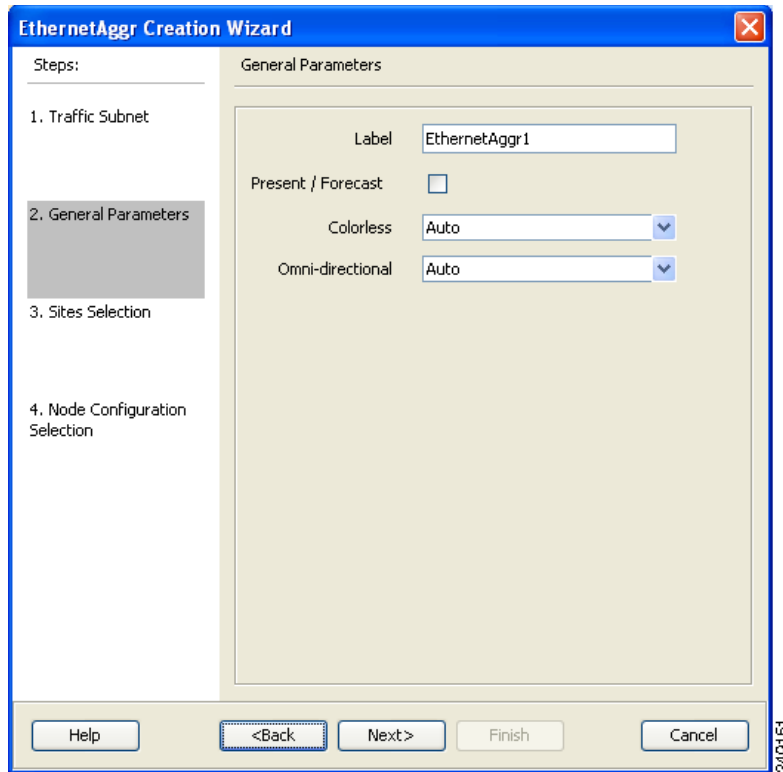 EthernetAggr Creation Wizard
Steps:
General Parameters
1. Traffic Subnet
2. General Parameters
3. Sites Selection
4. Node Configuration
Selection
Label
EthernetAggr1
Present / Forecast
Colorless
Auto
Omni-directional
Auto
Help
<Back
Next>
Finish
Cancel